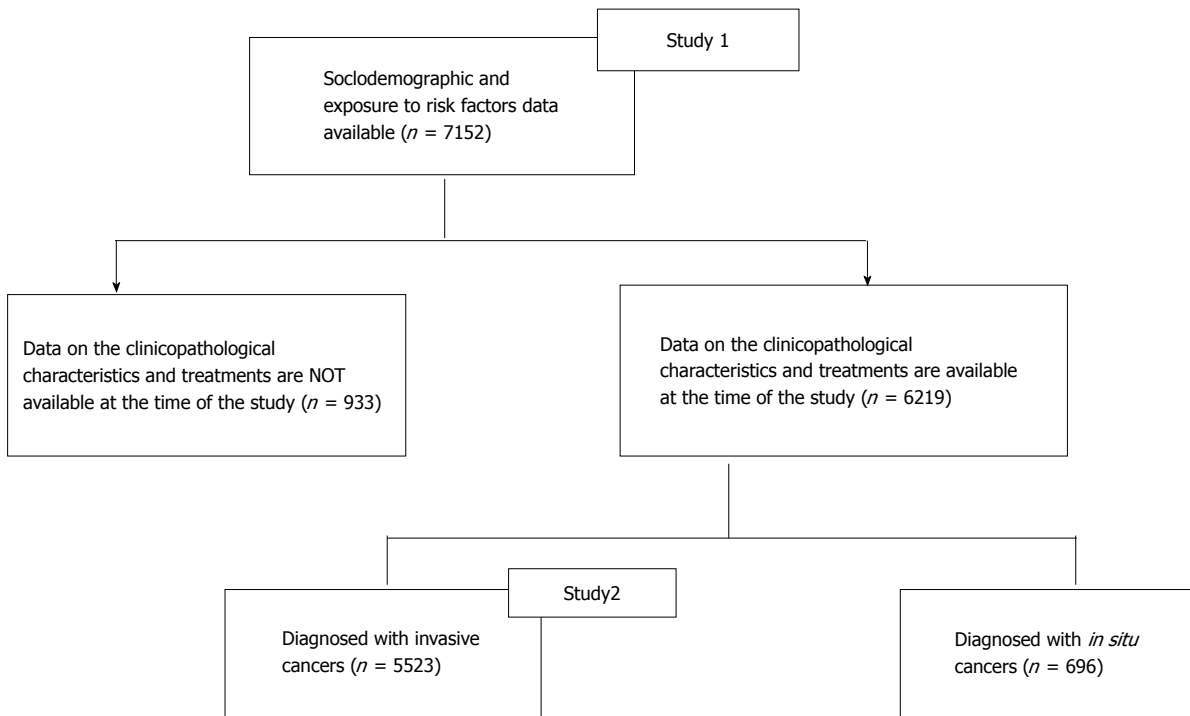 Study 1
Soclodemographic and
exposure to risk factors data
available (n = 7152)
Data on the clinicopathological
characteristics and treatments are NOT
available at the time of the study (n = 933)
Data on the clinicopathological
characteristics and treatments are available
at the time of the study (n = 6219)
Study2
Diagnosed with invasive
cancers (n = 5523)
Diagnosed with in situ
cancers (n = 696)